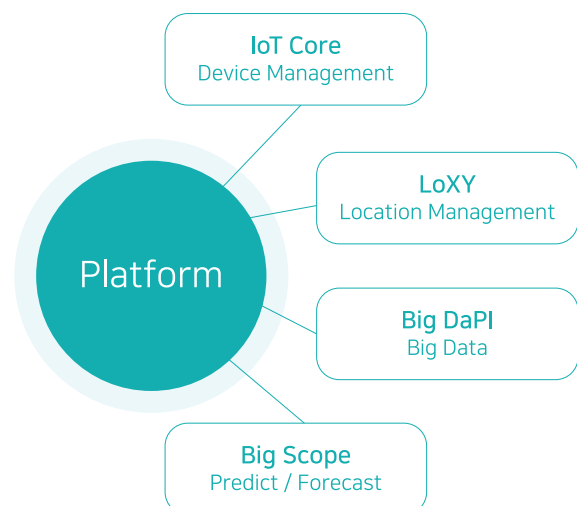 IoT Core
Device Management
LoXY
Location Management
Platform
Big DaPI
Big Data
Big Scope
Predict / Forecast